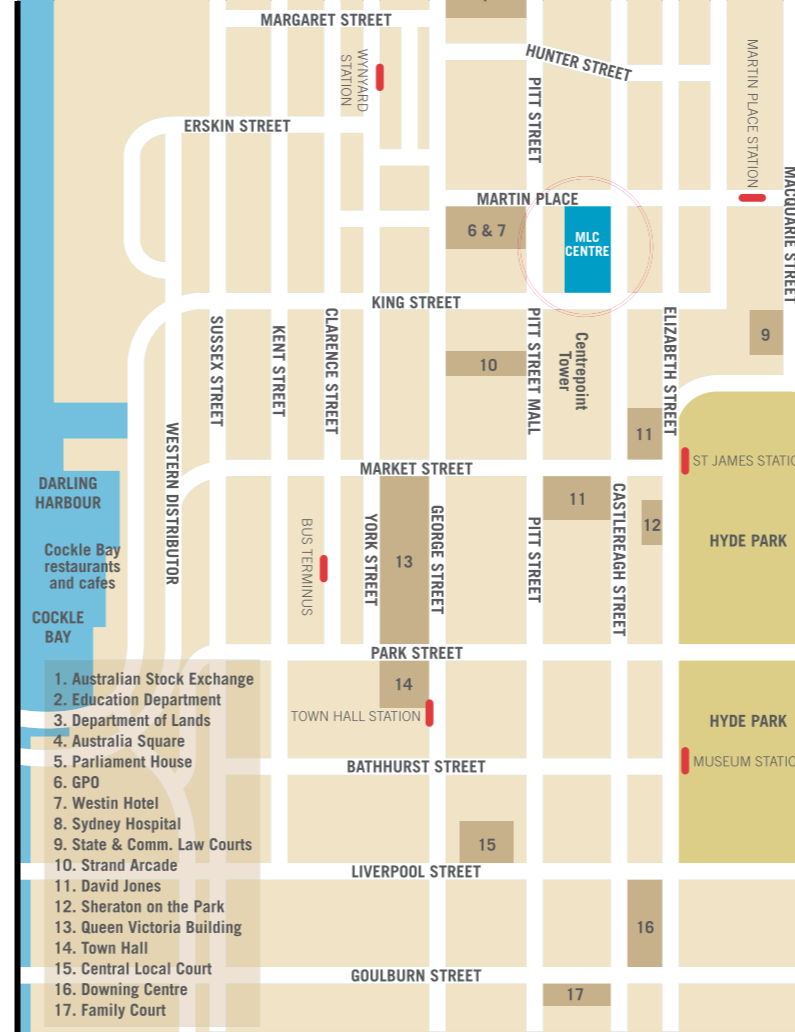 MARGARET STREET
HUNTER STREET
WYNYARD
STATION
PITT STREET
MARTIN PLACE STATION
ERSKIN STREET
MARTIN PLACE
MACQUARIE STREET
6 & 7
MLC
CENTRE
KING STREET
SUSSEX STREET
KENT STREET
CLARENCE STREET
PITT STREET MALL
Centrepoint
Tower
ELIZABETH STREET
9
10
11
WESTERN DISTRIBUTOR
MARKET STREET
ST JAMES STATIO
DARLING
HARBOUR
YORK STREET
GEORGE STREET
PITT STREET
11
CASTLEREAGH STREET
12
BUS TERMINUS
HYDE PARK
Cockle Bay
restaurants
and cafes
13
COCKLE
BAY
PARK STREET
14
TOWN HALL STATION
HYDE PARK
BATHHURST STREET
MUSEUM STATIO
15
LIVERPOOL STREET
16
GOULBURN STREET
17
1. Australian Stock Exchange
2. Education Department
3. Department of Lands
4. Australia Square
5. Parliament House
6. GPO
7. Westin Hotel
8. Sydney Hospital
9. State & Comm. Law Courts
10. Strand Arcade
11. David Jones
12. Sheraton on the Park
13. Queen Victoria Building
14. Town Hall
15. Central Local Court
16. Downing Centre
17. Family Court